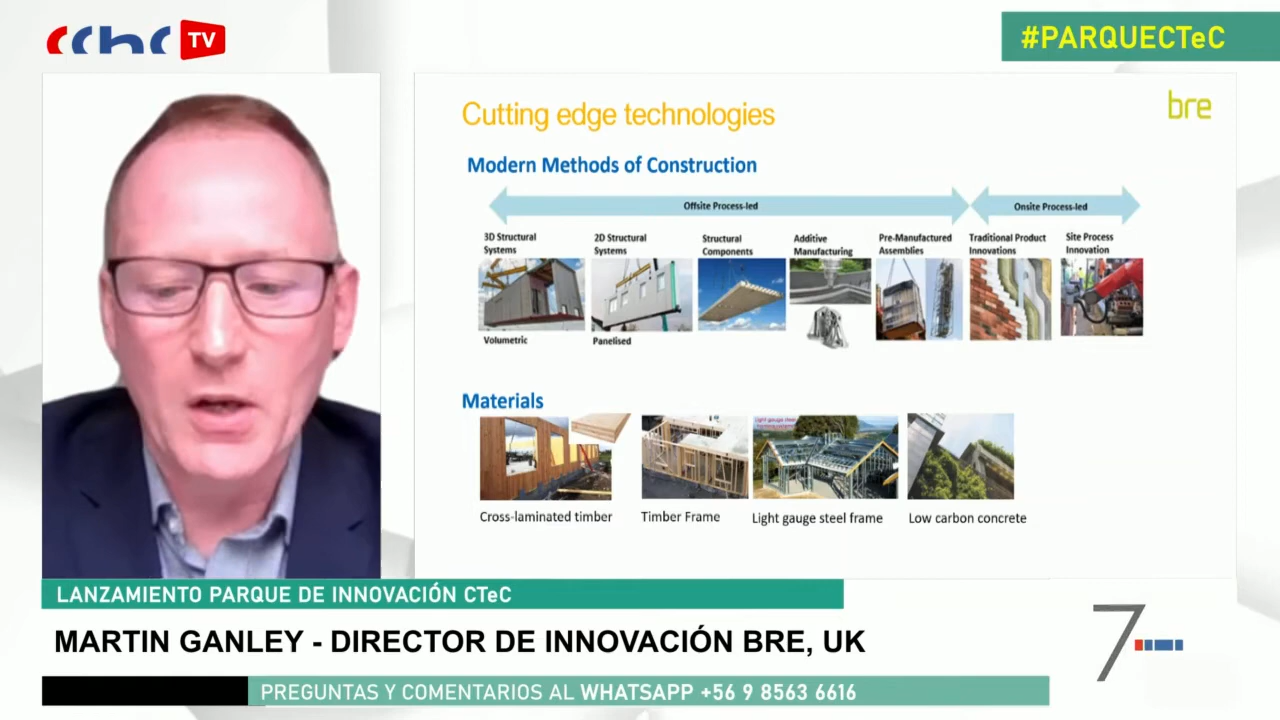 cchc TV
#PARQUECTeC
Cutting edge technologies
bre
Modern Methods of Construction
Offsite Process-led
Onsite Process-led
3D Structural
Systems
2D Structural
Systems
Structural
Components
Additive
Manufacturing
Pre-Manufactured
Assemblies
Traditional Product
Innovations
Site Process
Innovation
Volumetric
Panelised
Materials
Light gauge steel
Cross-laminated timber
Timber Frame
Light gauge steel frame
Low carbon concrete
LANZAMIENTO PARQUE DE INNOVACIÓN CTeC
MARTIN GANLEY - DIRECTOR DE INNOVACIÓN BRE, UK
7
PREGUNTAS Y COMENTARIOS AL WHATSAPP +56 9 8563 6616